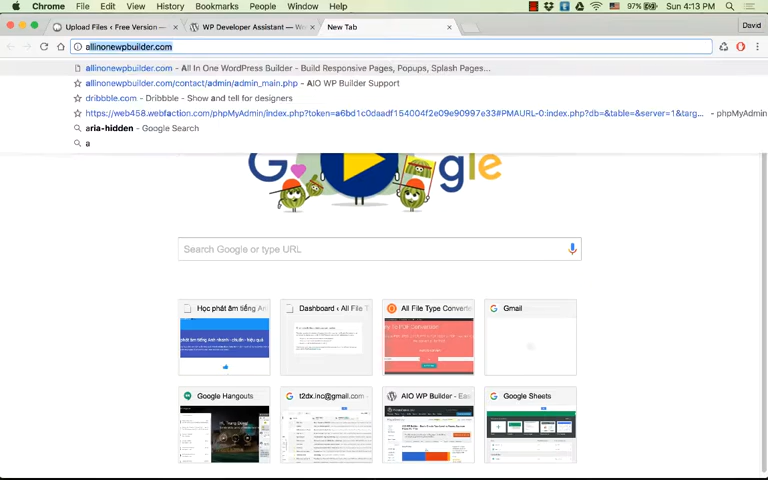 Chrome File Edit View History Bookmarks People Window Help 97% Sun 4:13 PM
Upload Files ‹ Free Version — WP Developer Assistant — We New Tab David
allinonewpbuilder.com
allinonewpbuilder.com - All In One WordPress Builder - Build Responsive Pages, Popups, Splash Pages...
allinonewpbuilder.com/contact/admin/admin_main.php - AIO WP Builder Support
dribbble.com - Dribbble - Show and tell for designers
https://web458.webfaction.com/phpMyAdmin/index.php?token=a6bd1c0daadf154004f2e09e90997e33#PMAURL-0:index.php?db=&table=&server=1&targ... - phpMyAdmin
aria-hidden - Google Search
a
Search Google or type URL
Học phát âm tiếng An Dashboard ‹ All File T All File Type Converte Gmail
Google Hangouts t2dx.inc@gmail.com - AIO WP Builder - Eas Google Sheets